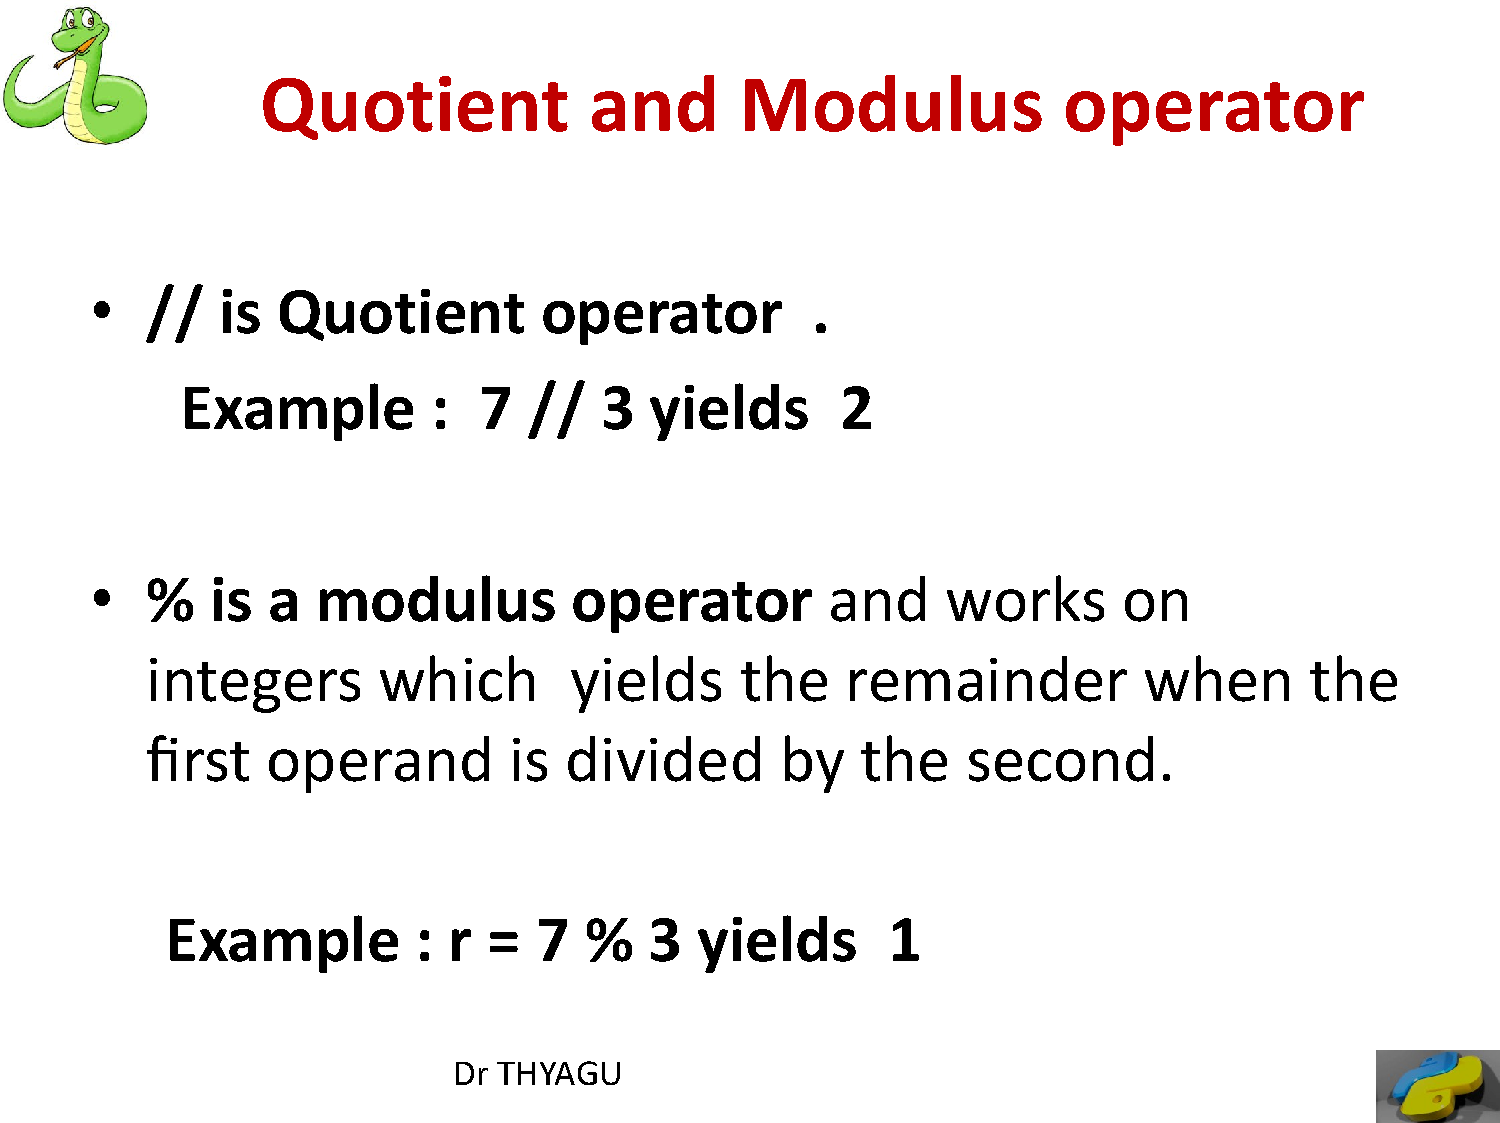 Quotient and Modulus operator
• // is Quotient operator .
Example : 7 // 3 yields 2
• % is a modulus operator and works on
integers which yields the remainder when the
first operand is divided by the second.
Example : r = 7 % 3 yields 1
Dr THYAGU